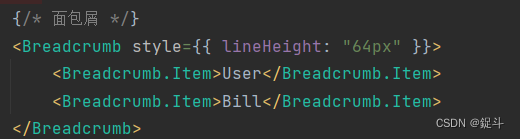 {/* 面包屑 */}
<Breadcrumb style={{ lineHeight: "64px" }}>
<Breadcrumb.Item>User</Breadcrumb.Item>
<Breadcrumb.Item>Bill</Breadcrumb.Item>
</Breadcrumb>
CSDN @鋜斗